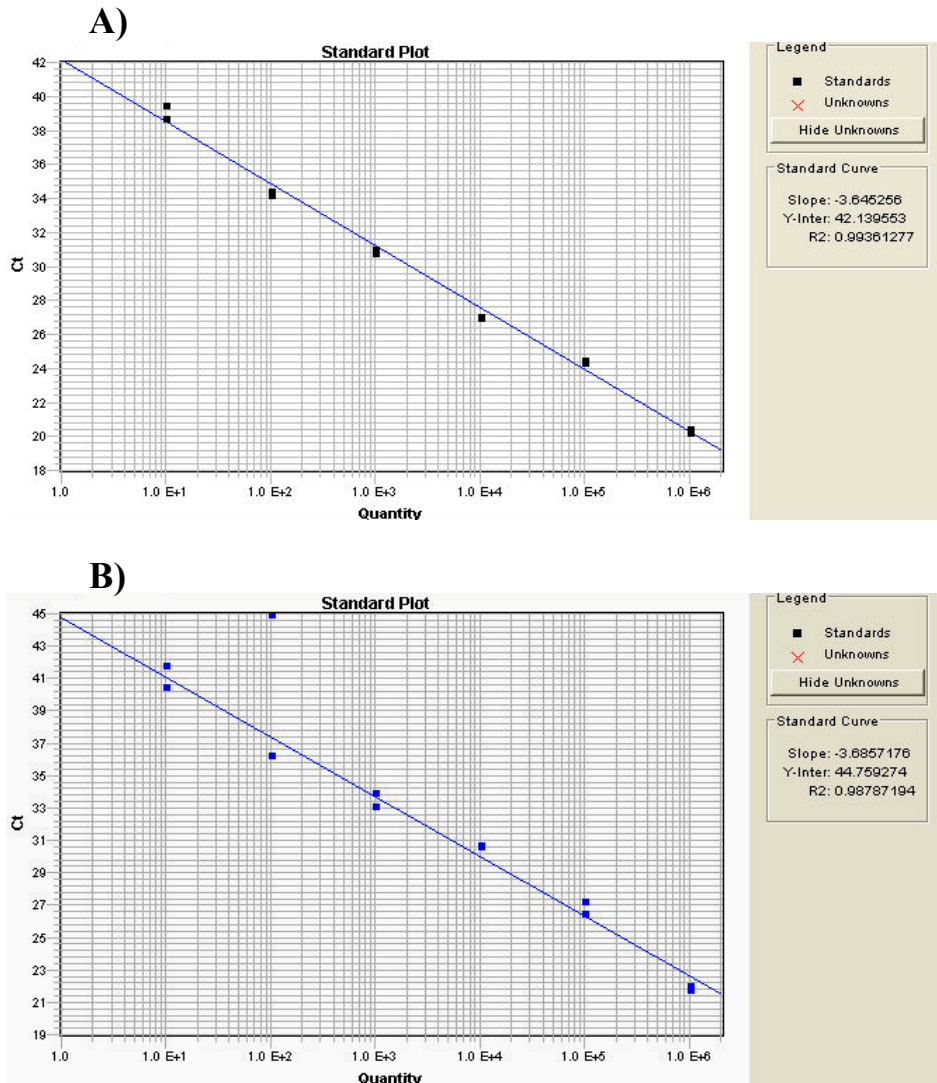 A)
Standard Plot
42
40
38
36
34
32
30
28
26
24
22
20
18
Ct
1.0 1.0 E+1 1.0 E+2 1.0 E+3 1.0 E+4 1.0 E+5 1.0 E+6
Quantity
Legend
Standards
Unknowns
Hide Unknowns
Standard Curve
Slope: -3.645256
Y-Inter: 42.139553
R2: 0.99361277
B)
Standard Plot
45
43
41
39
37
35
33
31
29
27
25
23
21
19
Ct
1.0 1.0 E+1 1.0 E+2 1.0 E+3 1.0 E+4 1.0 E+5 1.0 E+6
Quantity
Legend
Standards
Unknowns
Hide Unknowns
Standard Curve
Slope: -3.6857176
Y-Inter: 44.759274
R2: 0.98787194